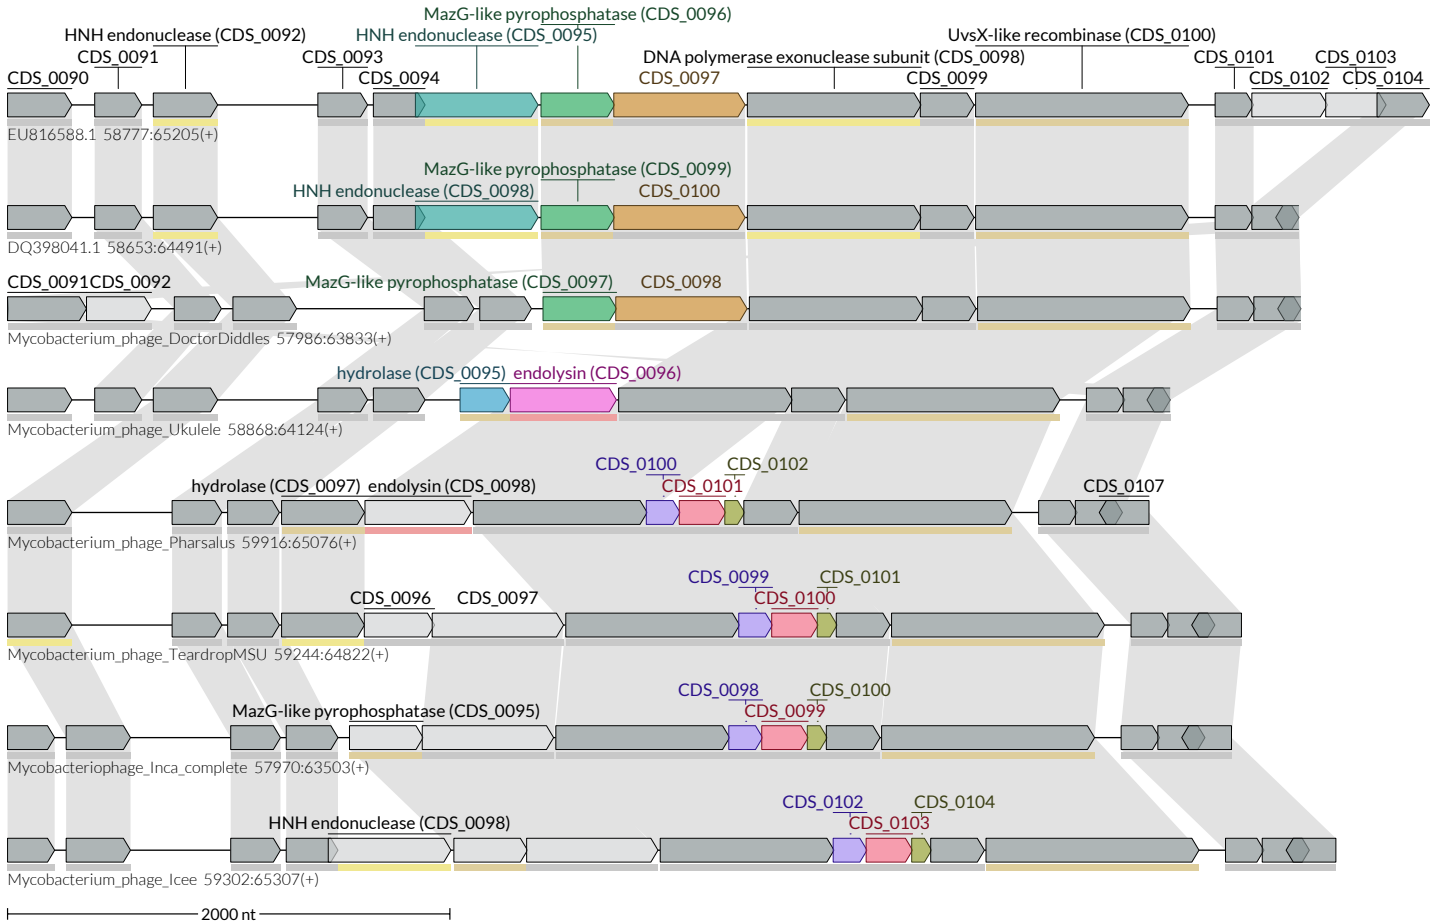 MazG-like pyrophosphatase (CDS_0096)
HNH endonuclease (CDS_0092) HNH endonuclease (CDS_0095) UvsX-like recombinase (CDS_0100)
CDS_0091 CDS_0093 DNA polymerase exonuclease subunit (CDS_0098) CDS_0101 CDS_0103
CDS_0090 CDS_0094 CDS_0097 CDS_0099 CDS_0102 CDS_0104
EU816588.1 58777:65205(+)
MazG-like pyrophosphatase (CDS_0099)
HNH endonuclease (CDS_0098) CDS_0100
DQ398041.1 58653:64491(+)
CDS_0091 CDS_0092 MazG-like pyrophosphatase (CDS_0097) CDS_0098
Mycobacterium_phage_DoctorDiddles 57986:63833(+)
hydrolase (CDS_0095) endolysin (CDS_0096)
Mycobacterium_phage_Ukulele 58868:64124(+)
CDS_0100 CDS_0102
hydrolase (CDS_0097) endolysin (CDS_0098) CDS_0101 CDS_0107
Mycobacterium_phage_Pharsalus 59916:65076(+)
CDS_0099 CDS_0101
CDS_0096 CDS_0097 CDS_0100
Mycobacterium_phage_TeardropMSU 59244:64822(+)
CDS_0098 CDS_0100
MazG-like pyrophosphatase (CDS_0095) CDS_0099
Mycobacteriophage_Inca_complete 57970:63503(+)
CDS_0102 CDS_0104
HNH endonuclease (CDS_0098) CDS_0103
Mycobacterium_phage_Icee 59302:65307(+)
2000 nt